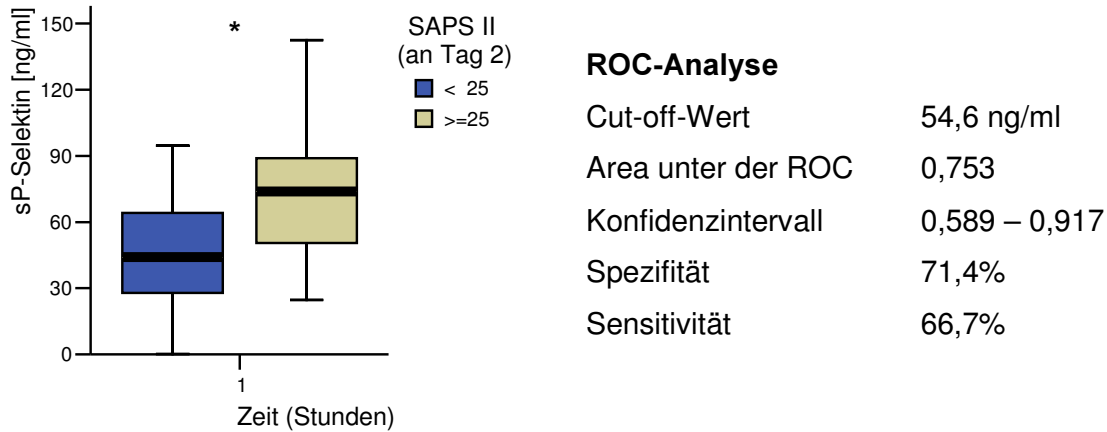 sP-Selektin [ng/ml]
150
120
90
60
30
0
*
1
Zeit (Stunden)
SAPS II
(an Tag 2)
< 25
>=25
ROC-Analyse
Cut-off-Wert 54,6 ng/ml
Area unter der ROC 0,753
Konfidenzintervall 0,589 – 0,917
Spezifität 71,4%
Sensitivität 66,7%